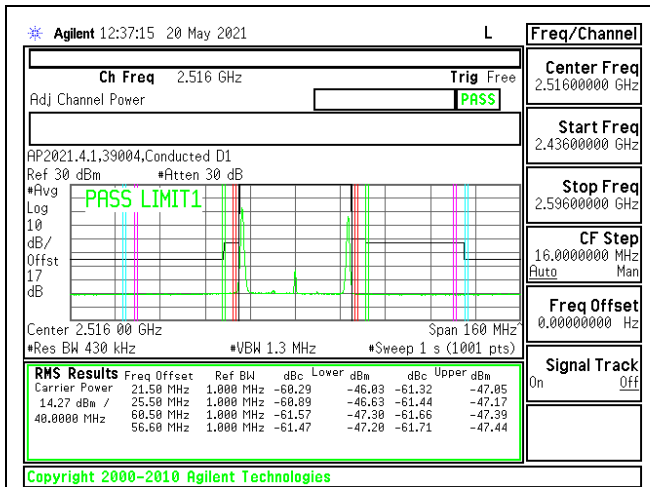 Agilent 12:37:15 20 May 2021 L
Ch Freq 2.516 GHz Trig Free
Adj Channel Power PASS
AP2021.4.1,39004,Conducted D1
Ref 30 dBm #Atten 30 dB
#Avg
Log
10
dB/
Offst
17
dB
PASS LIMIT1
Center 2.516 00 GHz Span 160 MHz^
#Res BW 430 kHz #VBW 1.3 MHz #Sweep 1 s (1001 pts)
RMS Results Freq Offset Ref BW dBc Lower dBm dBc Upper dBm
Carrier Power 21.50 MHz 1.000 MHz -60.29 -46.03 -61.32 -47.05
14.27 dBm / 25.50 MHz 1.000 MHz -60.89 -46.63 -61.44 -47.17
40.0000 MHz 60.50 MHz 1.000 MHz -61.57 -47.30 -61.66 -47.39
56.60 MHz 1.000 MHz -61.47 -47.20 -61.71 -47.44
Copyright 2000-2010 Agilent Technologies
Freq/Channel
Center Freq
2.51600000 GHz
Start Freq
2.43600000 GHz
Stop Freq
2.59600000 GHz
CF Step
16.0000000 MHz
Auto Man
Freq Offset
0.00000000 Hz
Signal Track
On Off